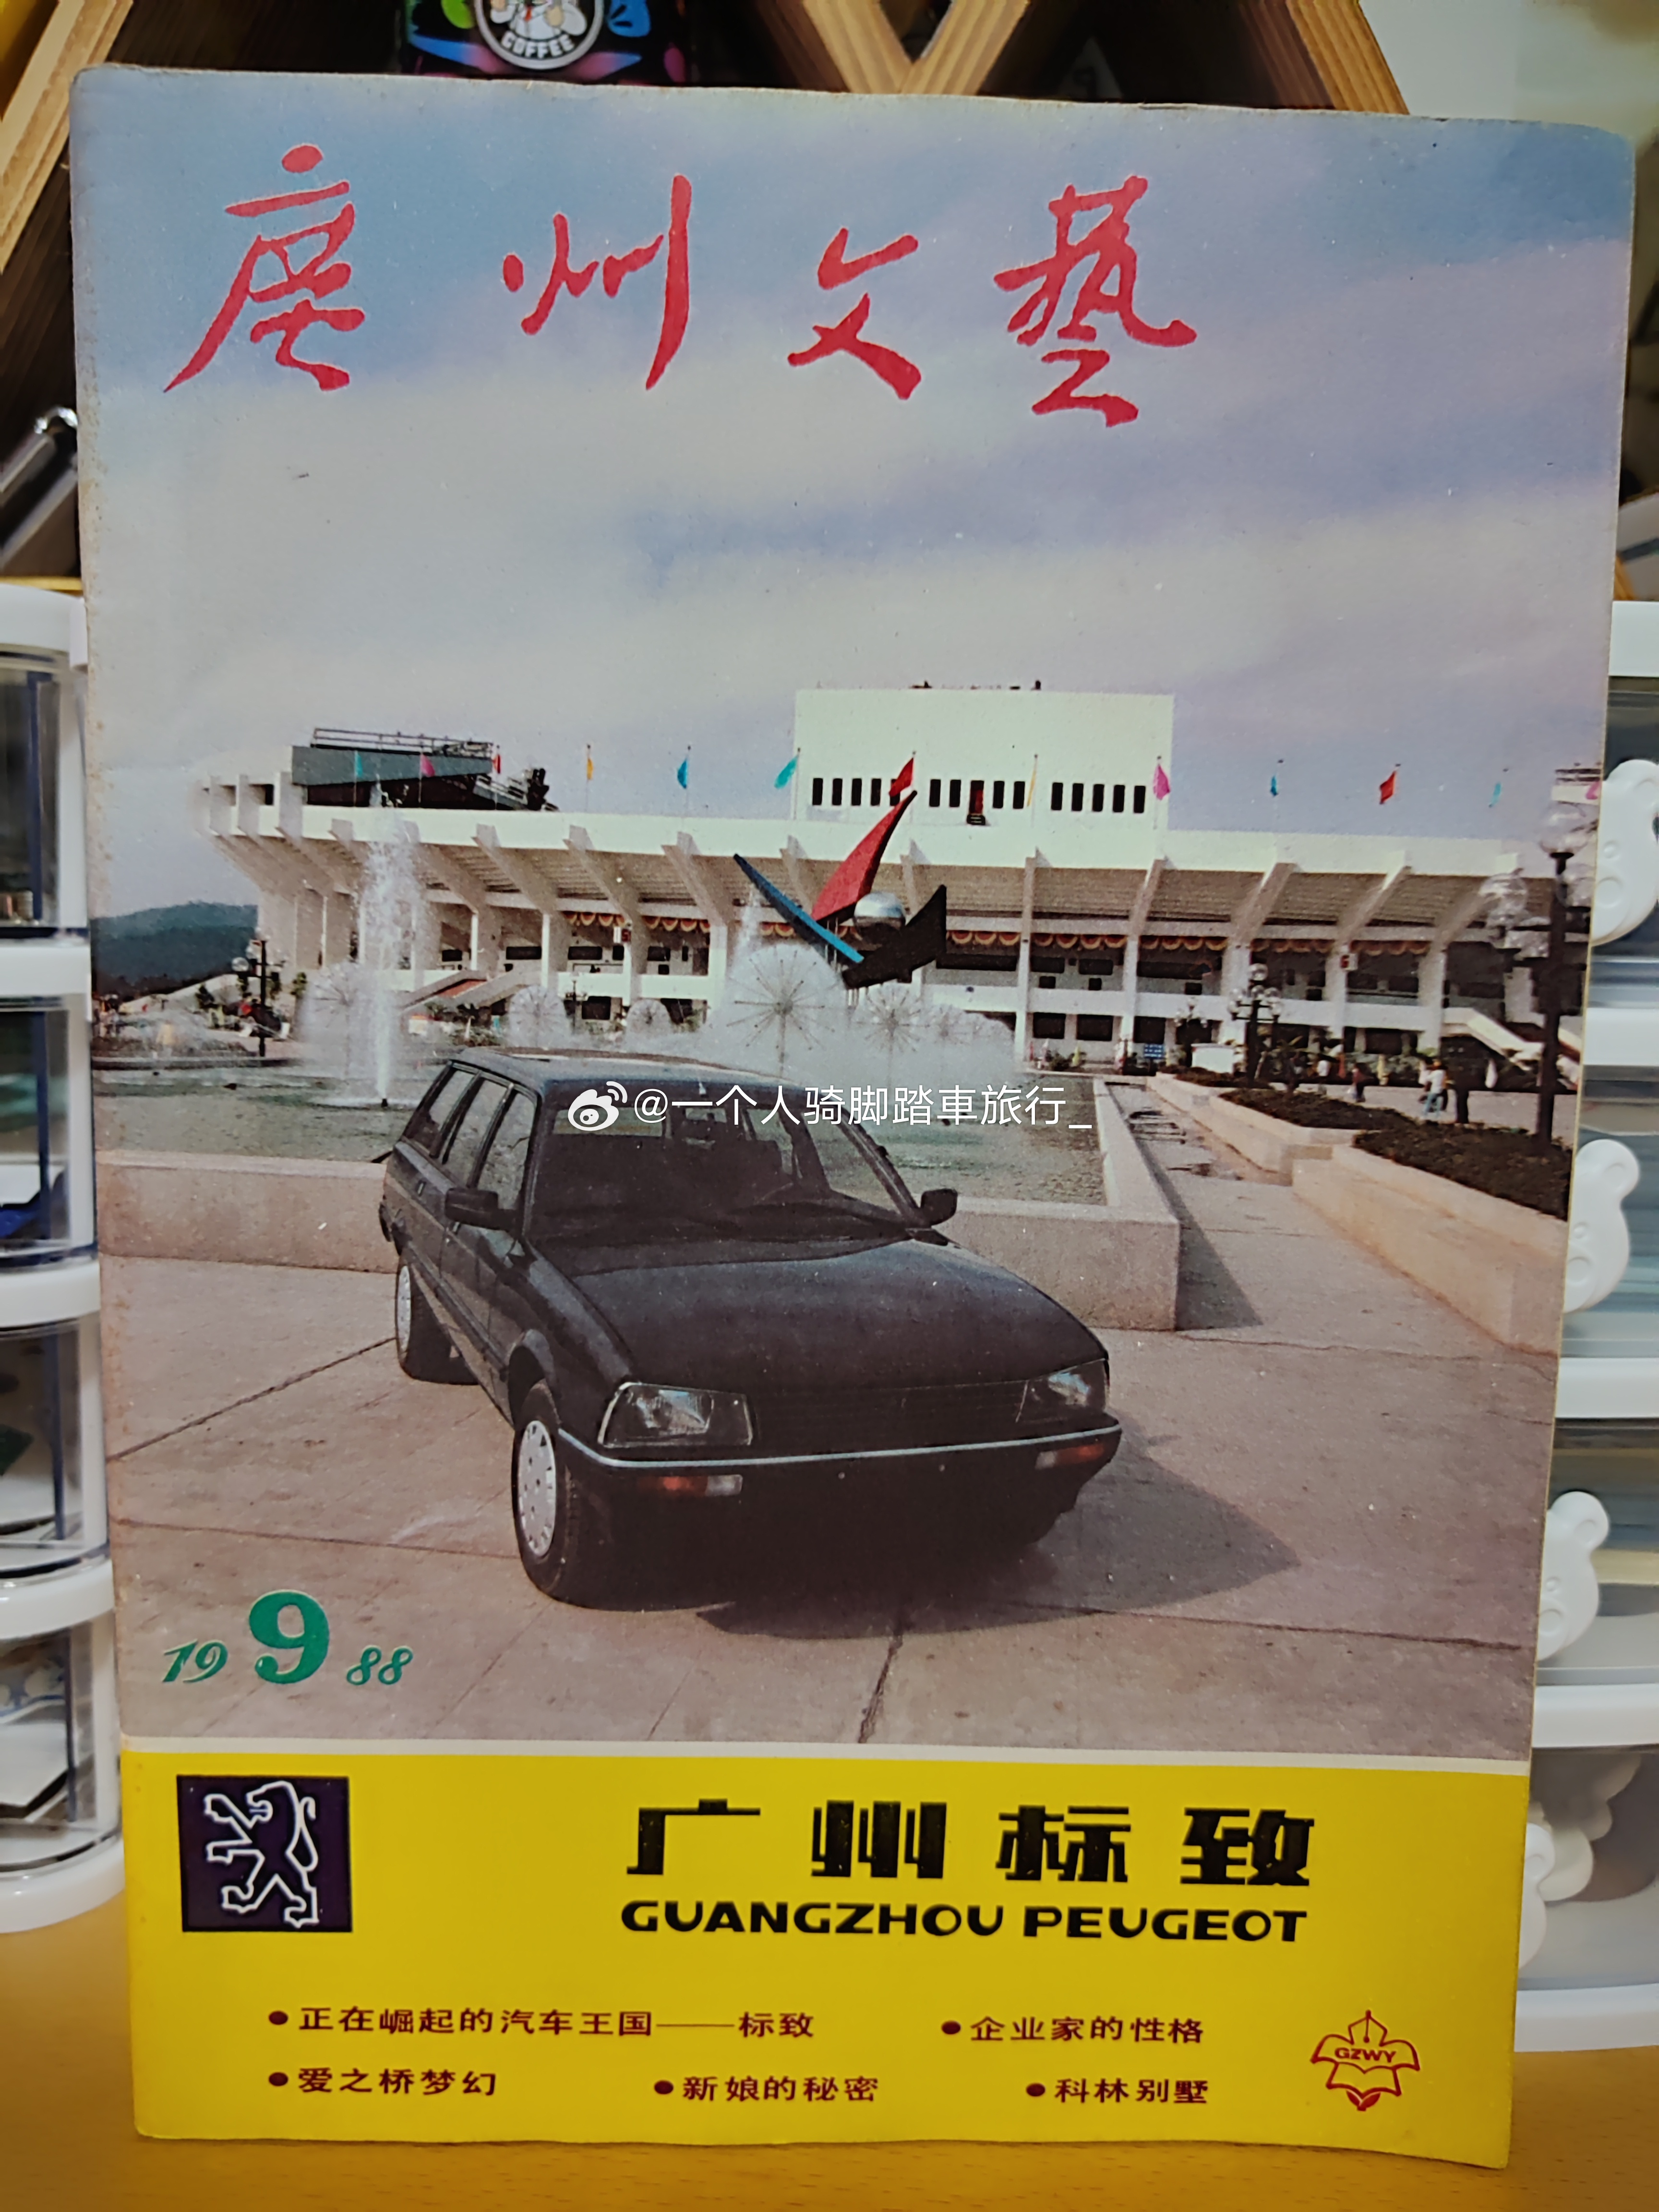 COFFEE
廣州文藝
@一个人骑脚踏車旅行_
19 9 88
广州标致
GUANGZHOU PEUGEOT
●正在崛起的汽车王国——标致 ●企业家的性格
●爱之桥梦幻 ●新娘的秘密 ●科林别墅
GZWY